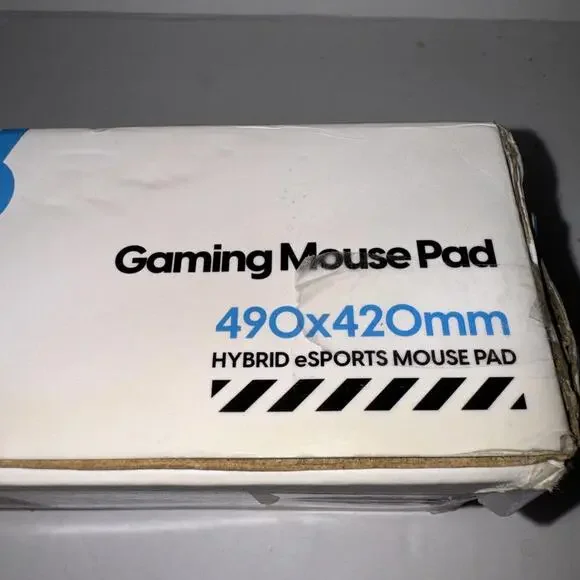 Gaming Mouse Pad
490x420mm
HYBRID eSPORTS MOUSE PAD